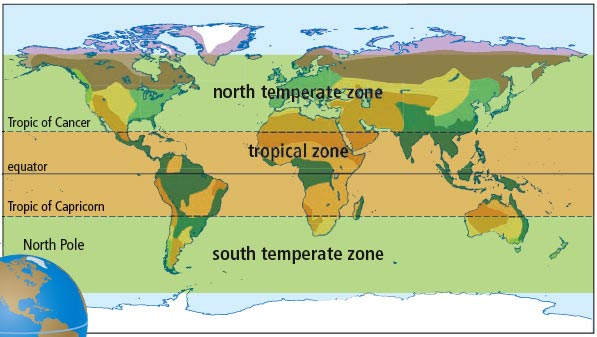 north temperate zone
Tropic of Cancer
tropical zone
equator
Tropic of Capricorn
North Pole
south temperate zone